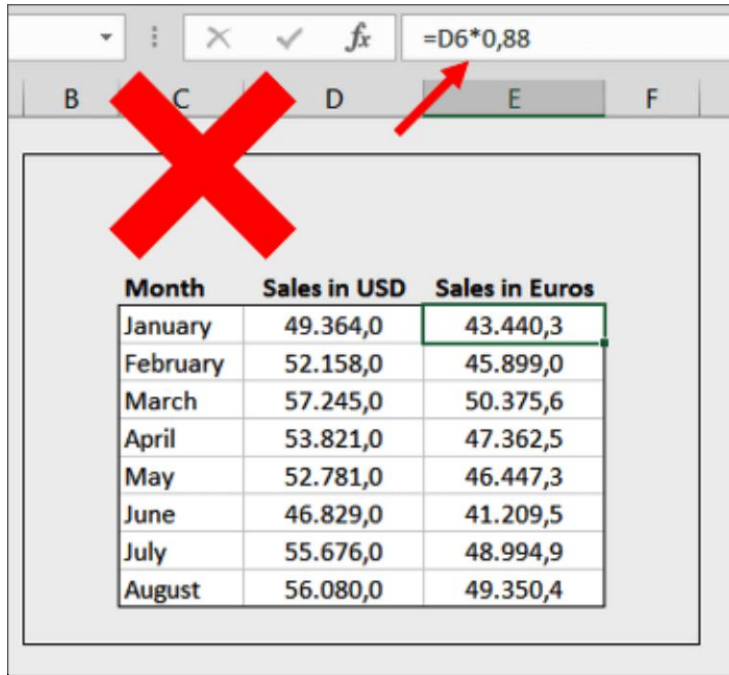 fx =D6*0,88
B C D E F
Month Sales in USD Sales in Euros
January 49.364,0 43.440,3
February 52.158,0 45.899,0
March 57.245,0 50.375,6
April 53.821,0 47.362,5
May 52.781,0 46.447,3
June 46.829,0 41.209,5
July 55.676,0 48.994,9
August 56.080,0 49.350,4